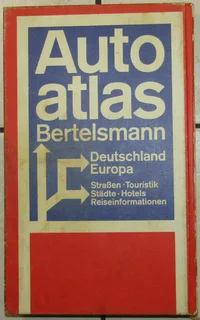 Auto
atlas
Bertelsmann
Deutschland
Europa
Straßen · Touristik
Städte · Hotels
Reiseinformationen